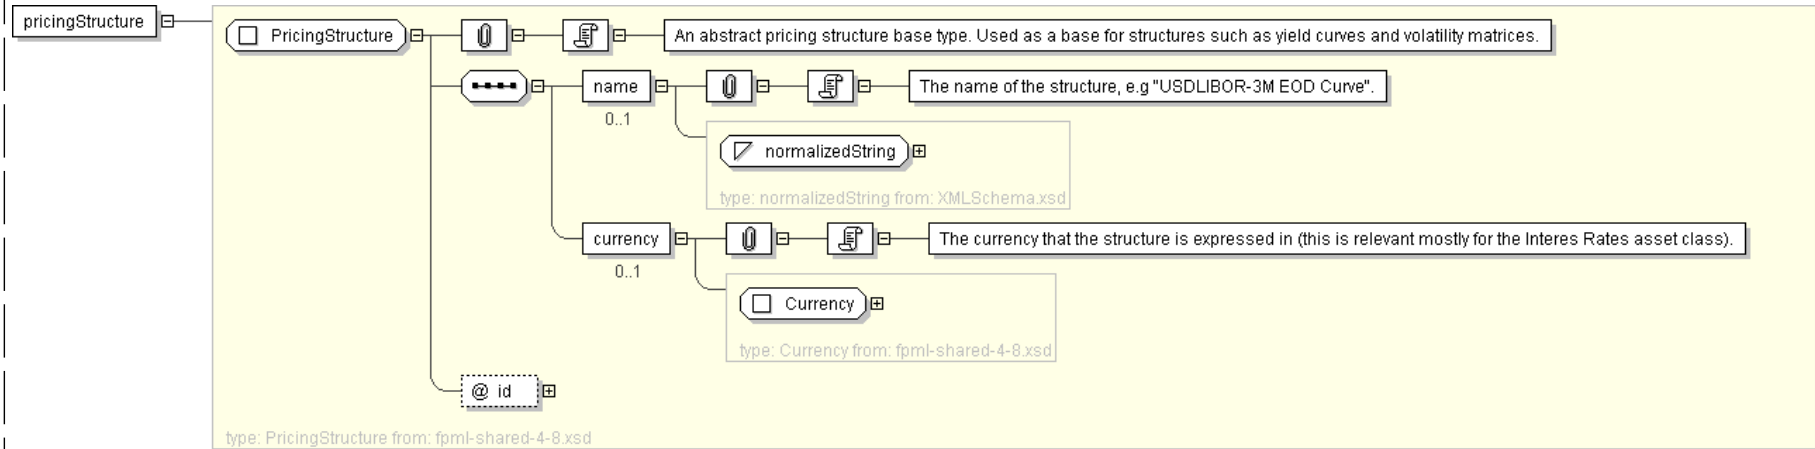 pricingStructure
PricingStructure
An abstract pricing structure base type. Used as a base for structures such as yield curves and volatility matrices.
name
The name of the structure, e.g "USDLIBOR-3M EOD Curve".
0..1
normalizedString
type: normalizedString from: XMLSchema.xsd
currency
The currency that the structure is expressed in (this is relevant mostly for the Interes Rates asset class).
0..1
Currency
type: Currency from: fpml-shared-4-8.xsd
@ id
type: PricingStructure from: fpml-shared-4-8.xsd